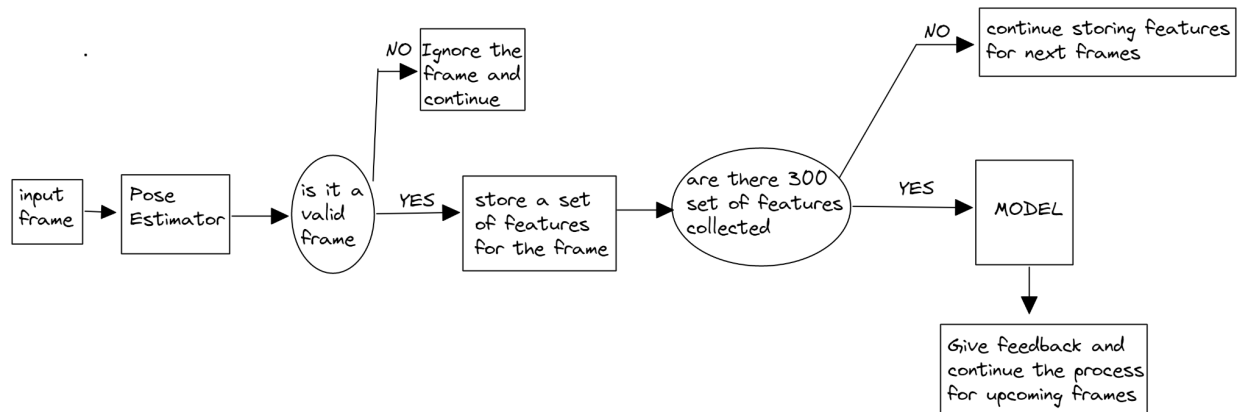 input
frame
Pose
Estimator
is it a
valid
frame
NO
Ignore the
frame and
continue
YES
store a set
of features
for the frame
are there 300
set of features
collected
NO
continue storing features
for next frames
YES
MODEL
Give feedback and
continue the process
for upcoming frames